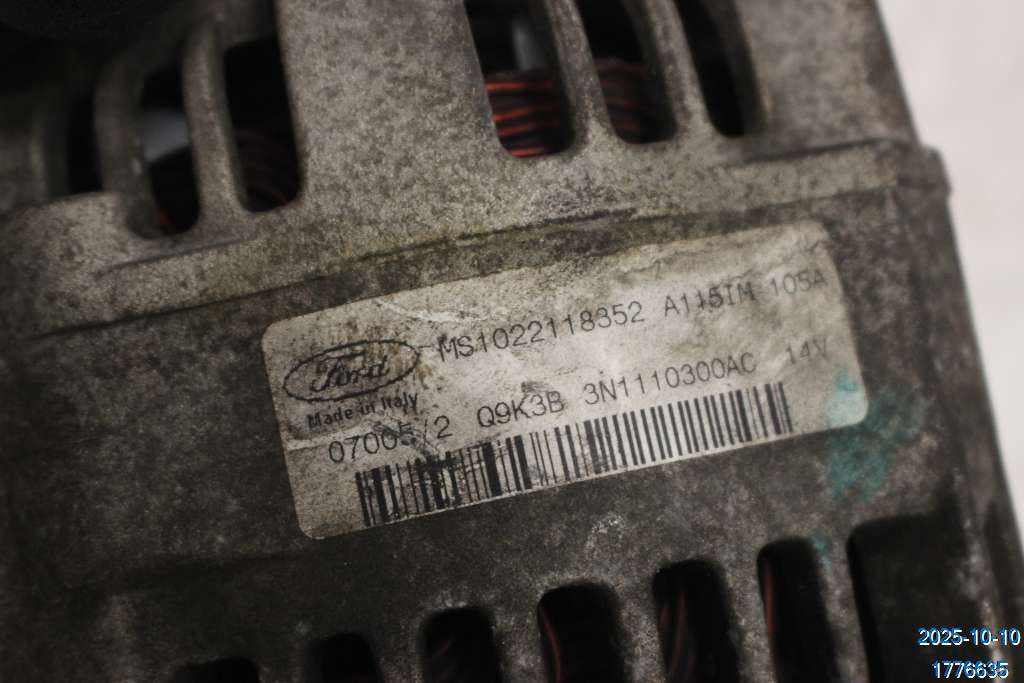 MS1022118352 A115IM 105A
Ford
Made in Italy
07005/2 Q9K3B 3N1110300AC 14V
2025-10-10
1776635